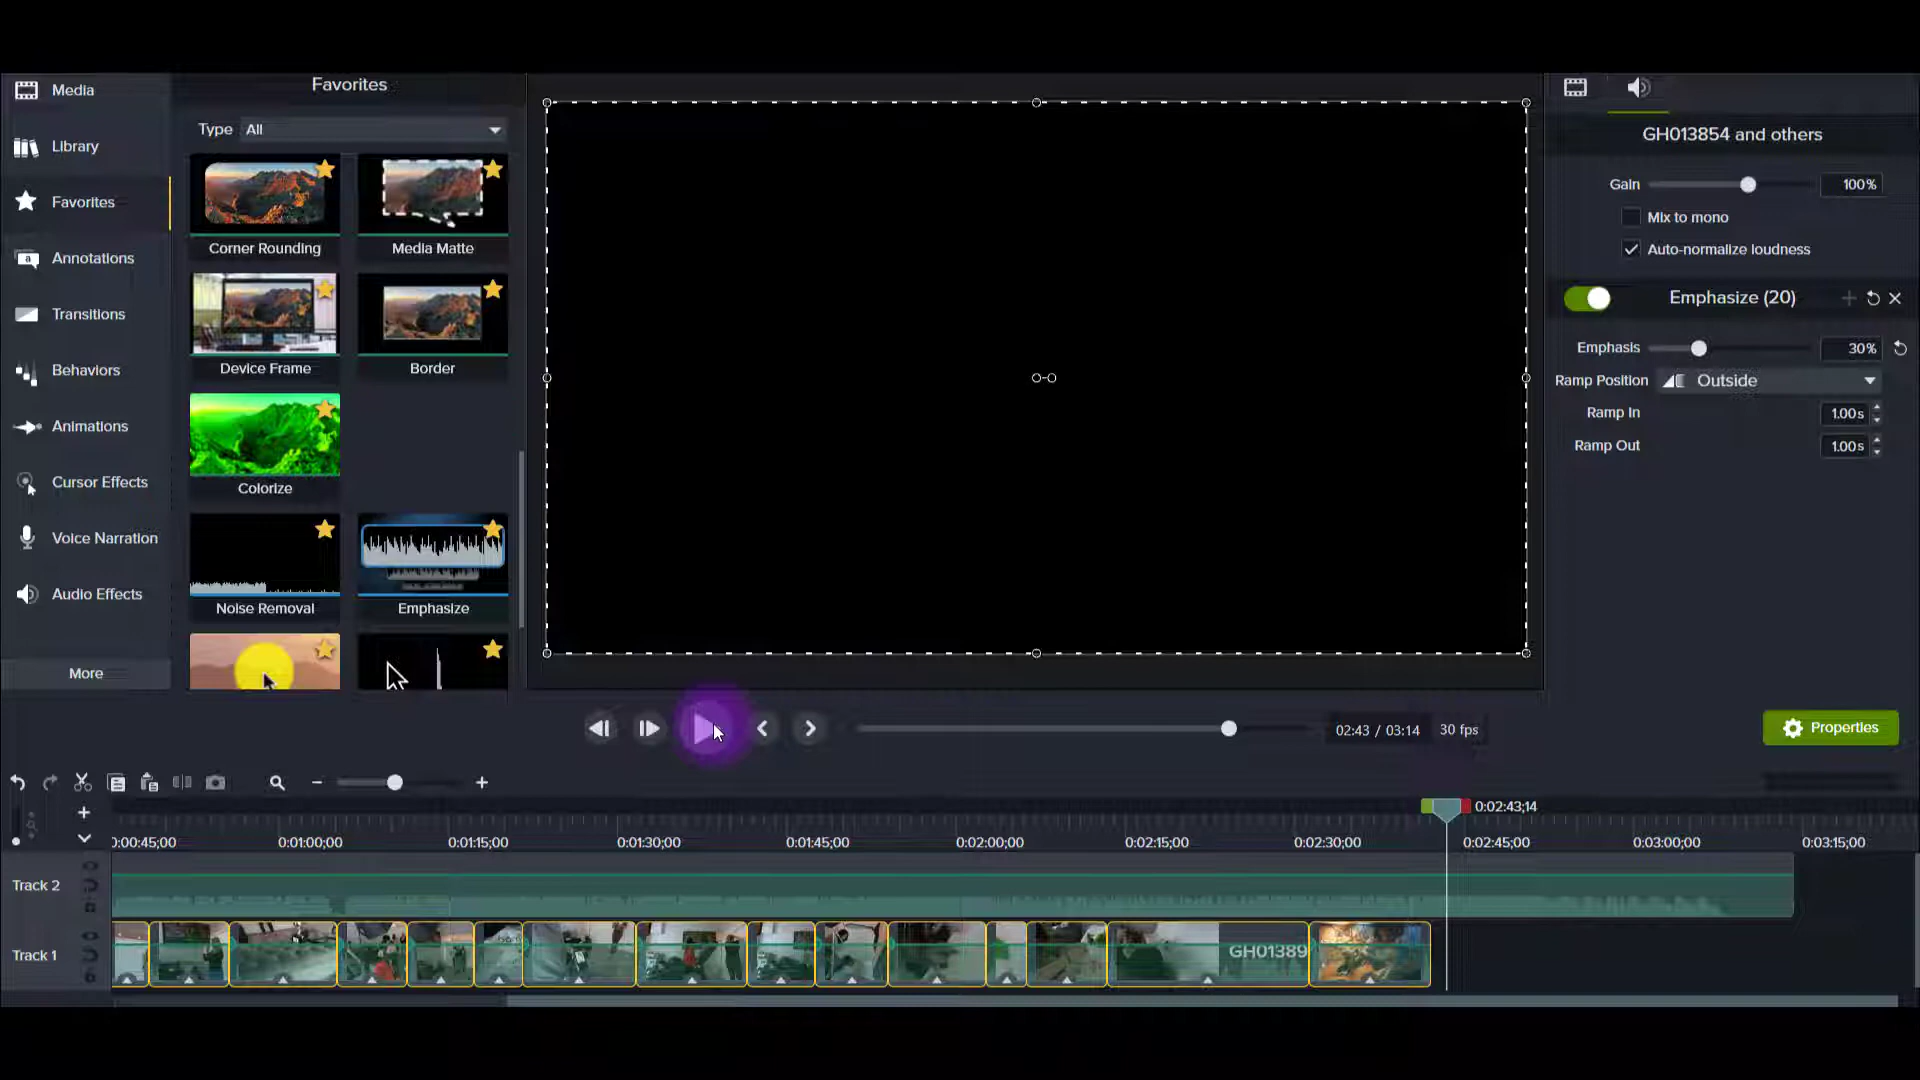 Media
Library
Favorites
Annotations
Transitions
Behaviors
Animations
Cursor Effects
Voice Narration
Audio Effects
More
Favorites
Type All
Corner Rounding
Media Matte
Device Frame
Border
Colorize
Noise Removal
Emphasize
GH013854 and others
Gain 100%
Mix to mono
Auto-normalize loudness
Emphasize (20)
Emphasis 30%
Ramp Position Outside
Ramp In 1.00s
Ramp Out 1.00s
02:43 / 03:14 30 fps
Properties
0:02:43;14
0:00:45;00 0:01:00;00 0:01:15;00 0:01:30;00 0:01:45;00 0:02:00;00 0:02:15;00 0:02:30;00 0:02:45;00 0:03:00;00 0:03:15;00
Track 2
Track 1
GH01389